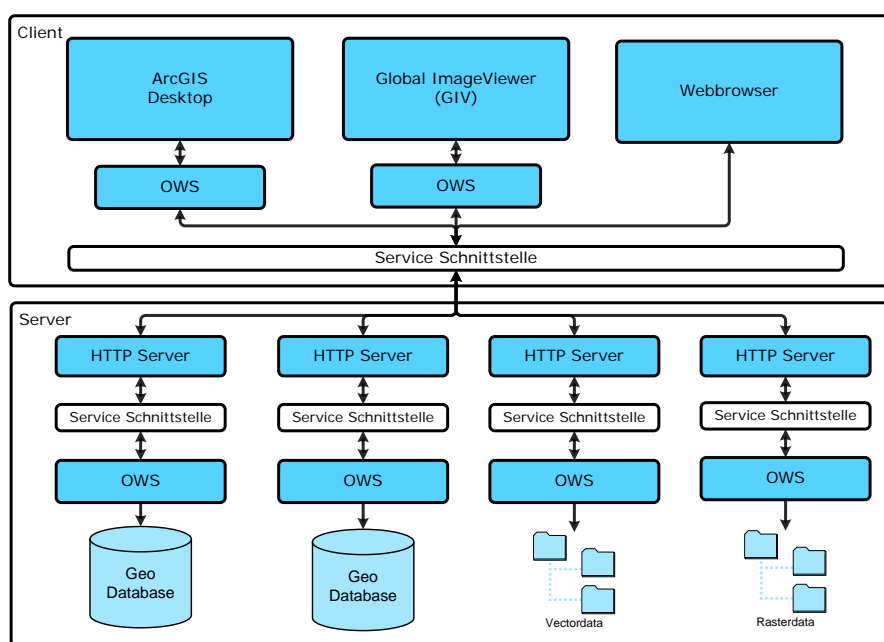 Client
ArcGIS
Desktop
Global ImageViewer
(GIV)
Webbrowser
OWS
OWS
Service Schnittstelle
Server
HTTP Server
HTTP Server
HTTP Server
HTTP Server
Service Schnittstelle
Service Schnittstelle
Service Schnittstelle
Service Schnittstelle
OWS
OWS
OWS
OWS
Geo
Database
Geo
Database
Vectordata
Rasterdata